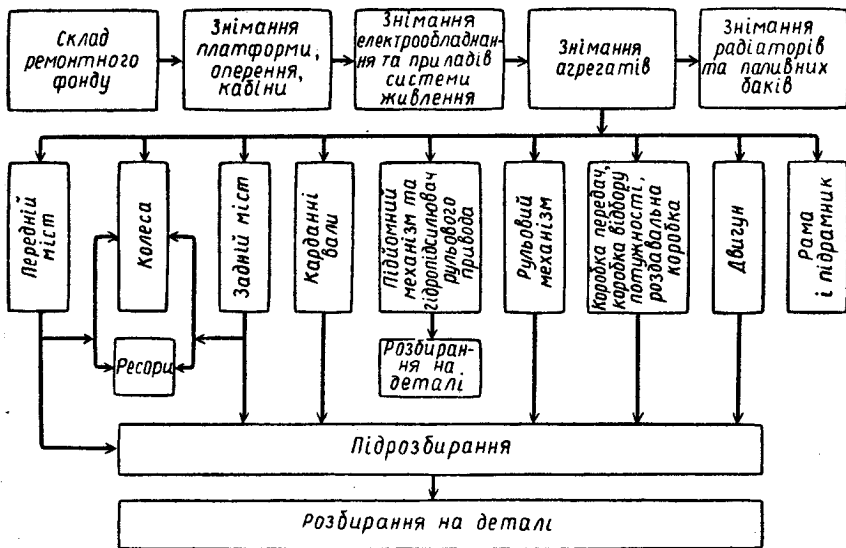 Склад
ремонтного
фонду
Знімання
платформи,
оперення,
кабіни
Знімання
електрообладнан-
ня та приладів
системи
живлення
Знімання
агрегатів
Знімання
радіаторів
та паливних
баків
Передній
міст
Колеса
Задній міст
Карданні
вали
Підйомний
механізм та
гідропідсилювач
рульового
привода
Рульовий
механізм
Коробка передач,
коробка відбору
потужності,
роздавальна
коробка
Двигун
Рама
і підрамник
Ресори
Розбиран-
ня на
деталі
Підрозбирання
Розбирання на деталі